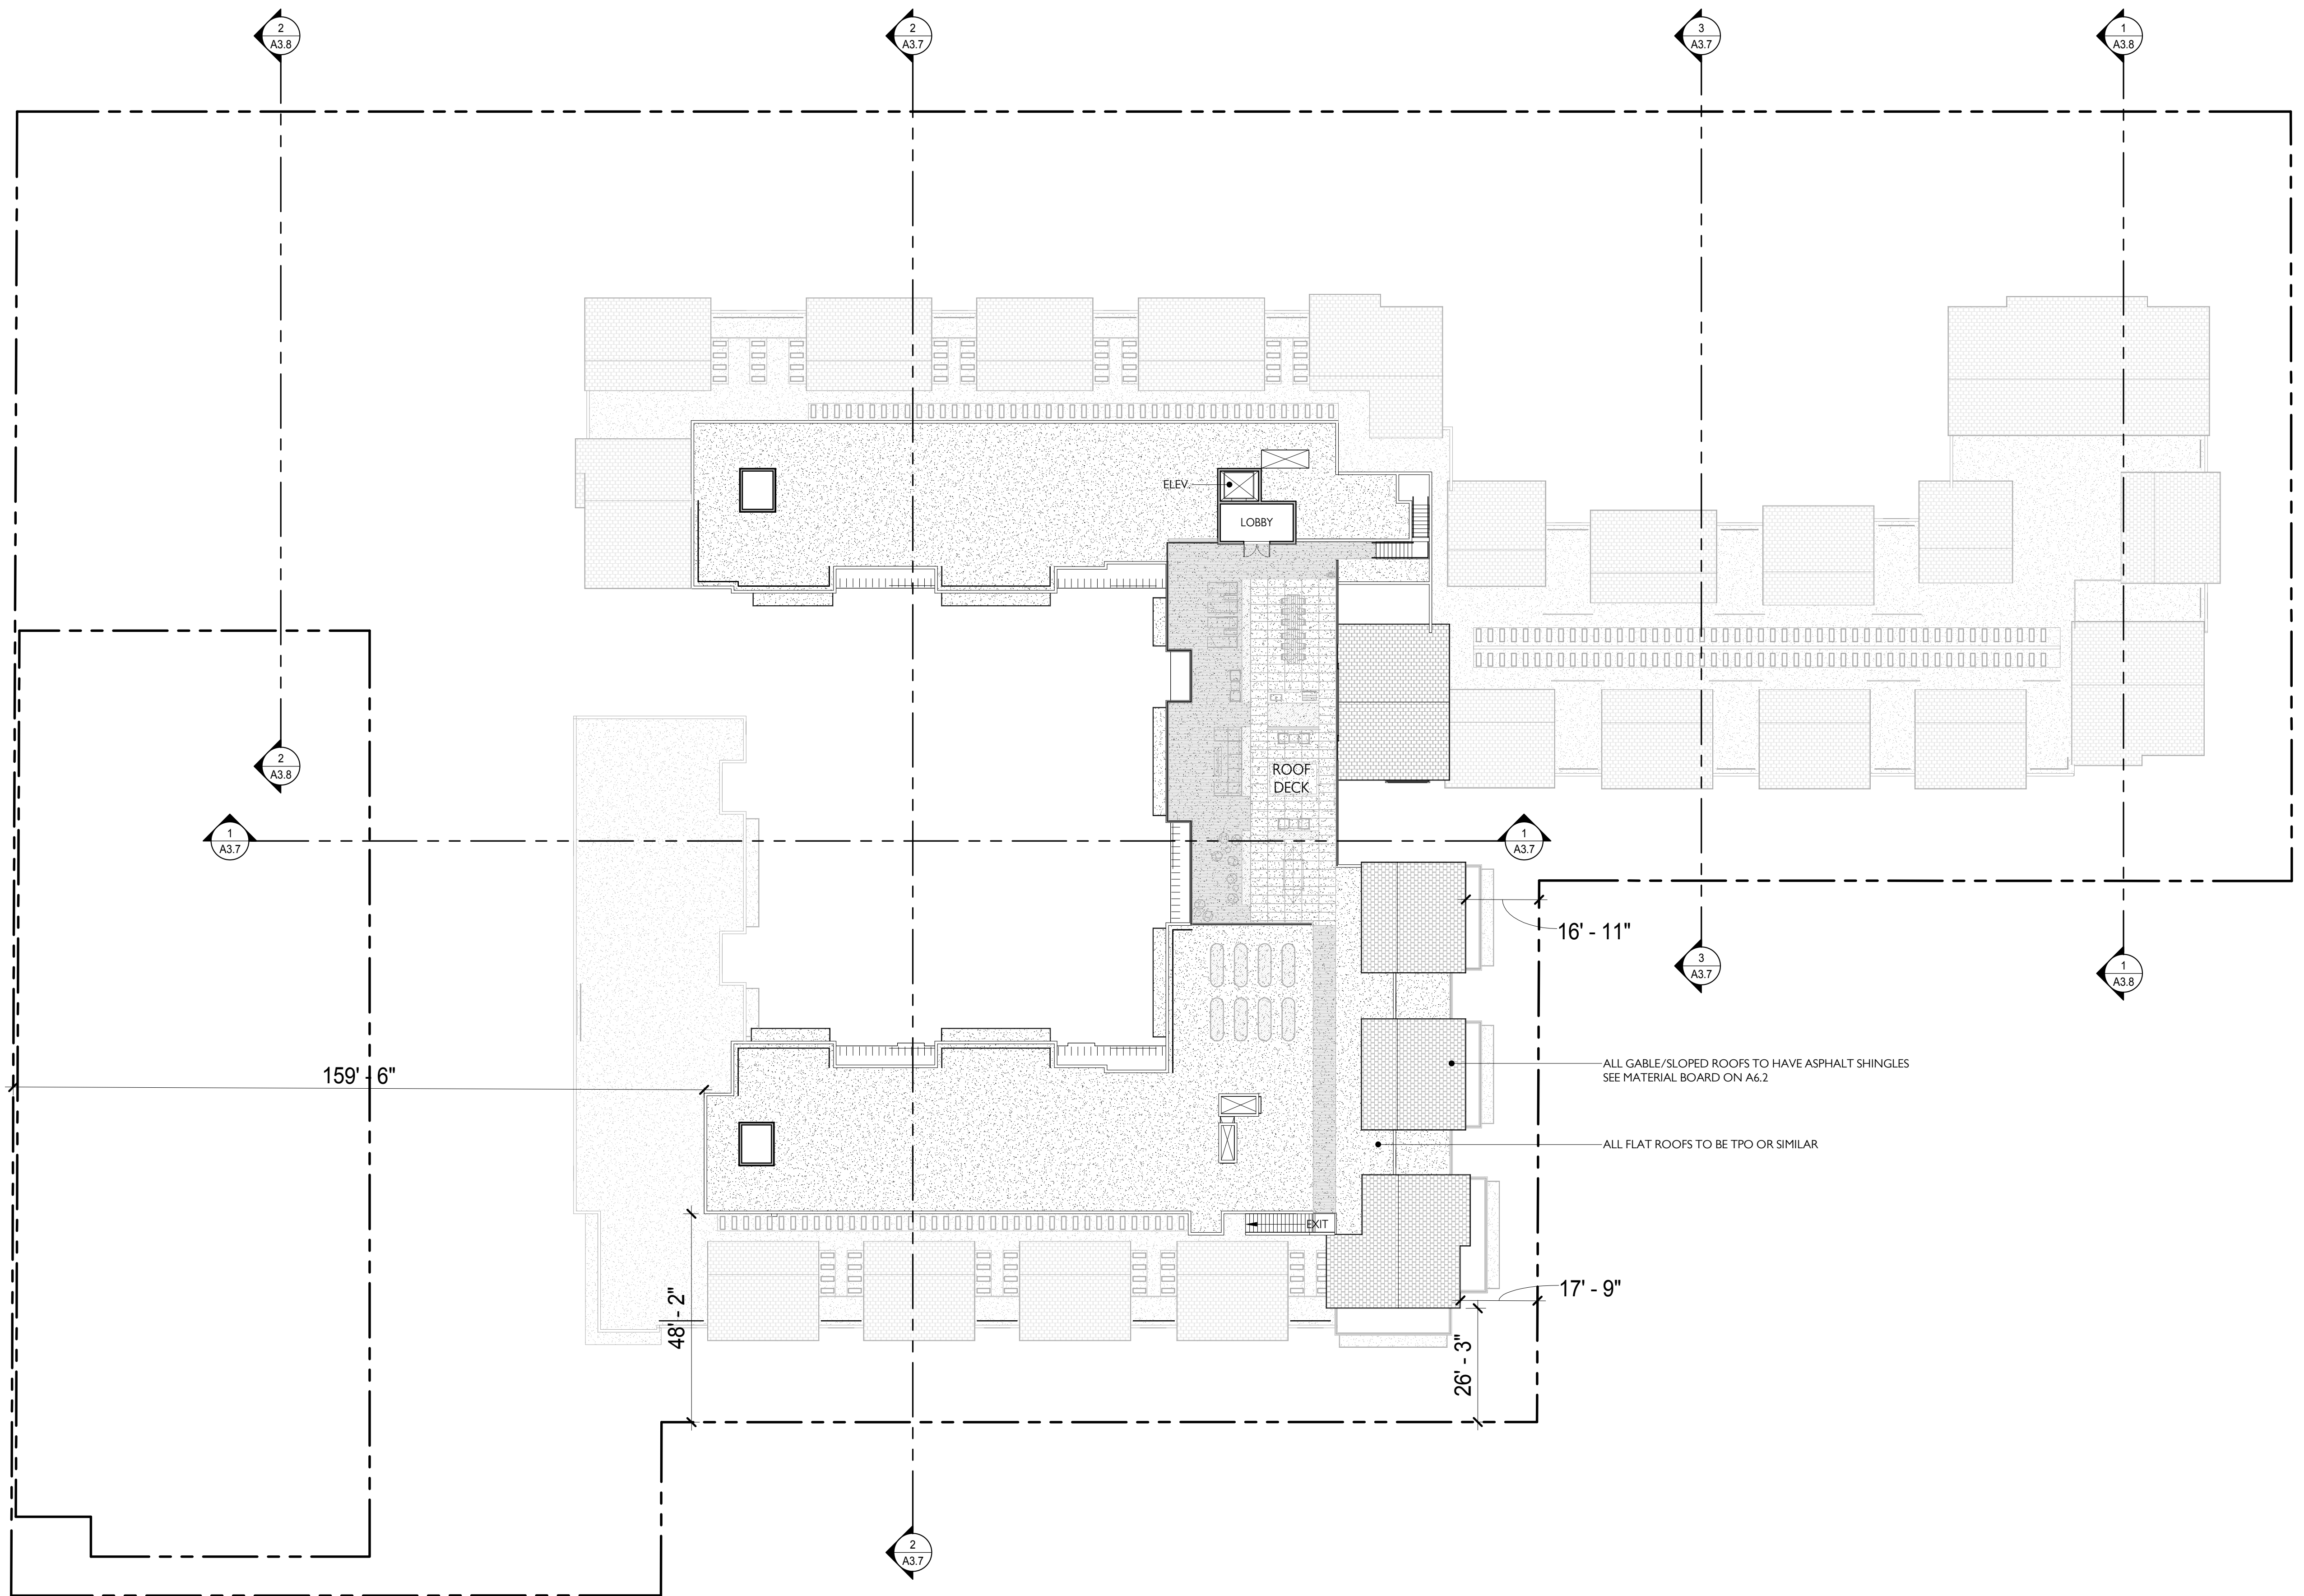 2
A3.8
2
A3.7
3
A3.7
1
A3.8
ELEV.
LOBBY
2
A3.8
ROOF
DECK
1
A3.7
1
A3.7
16' - 11"
3
A3.7
1
A3.8
159' - 6"
ALL GABLE/SLOPED ROOFS TO HAVE ASPHALT SHINGLES
SEE MATERIAL BOARD ON A6.2
ALL FLAT ROOFS TO BE TPO OR SIMILAR
EXIT
17' - 9"
48' - 2"
26' - 3"
2
A3.7